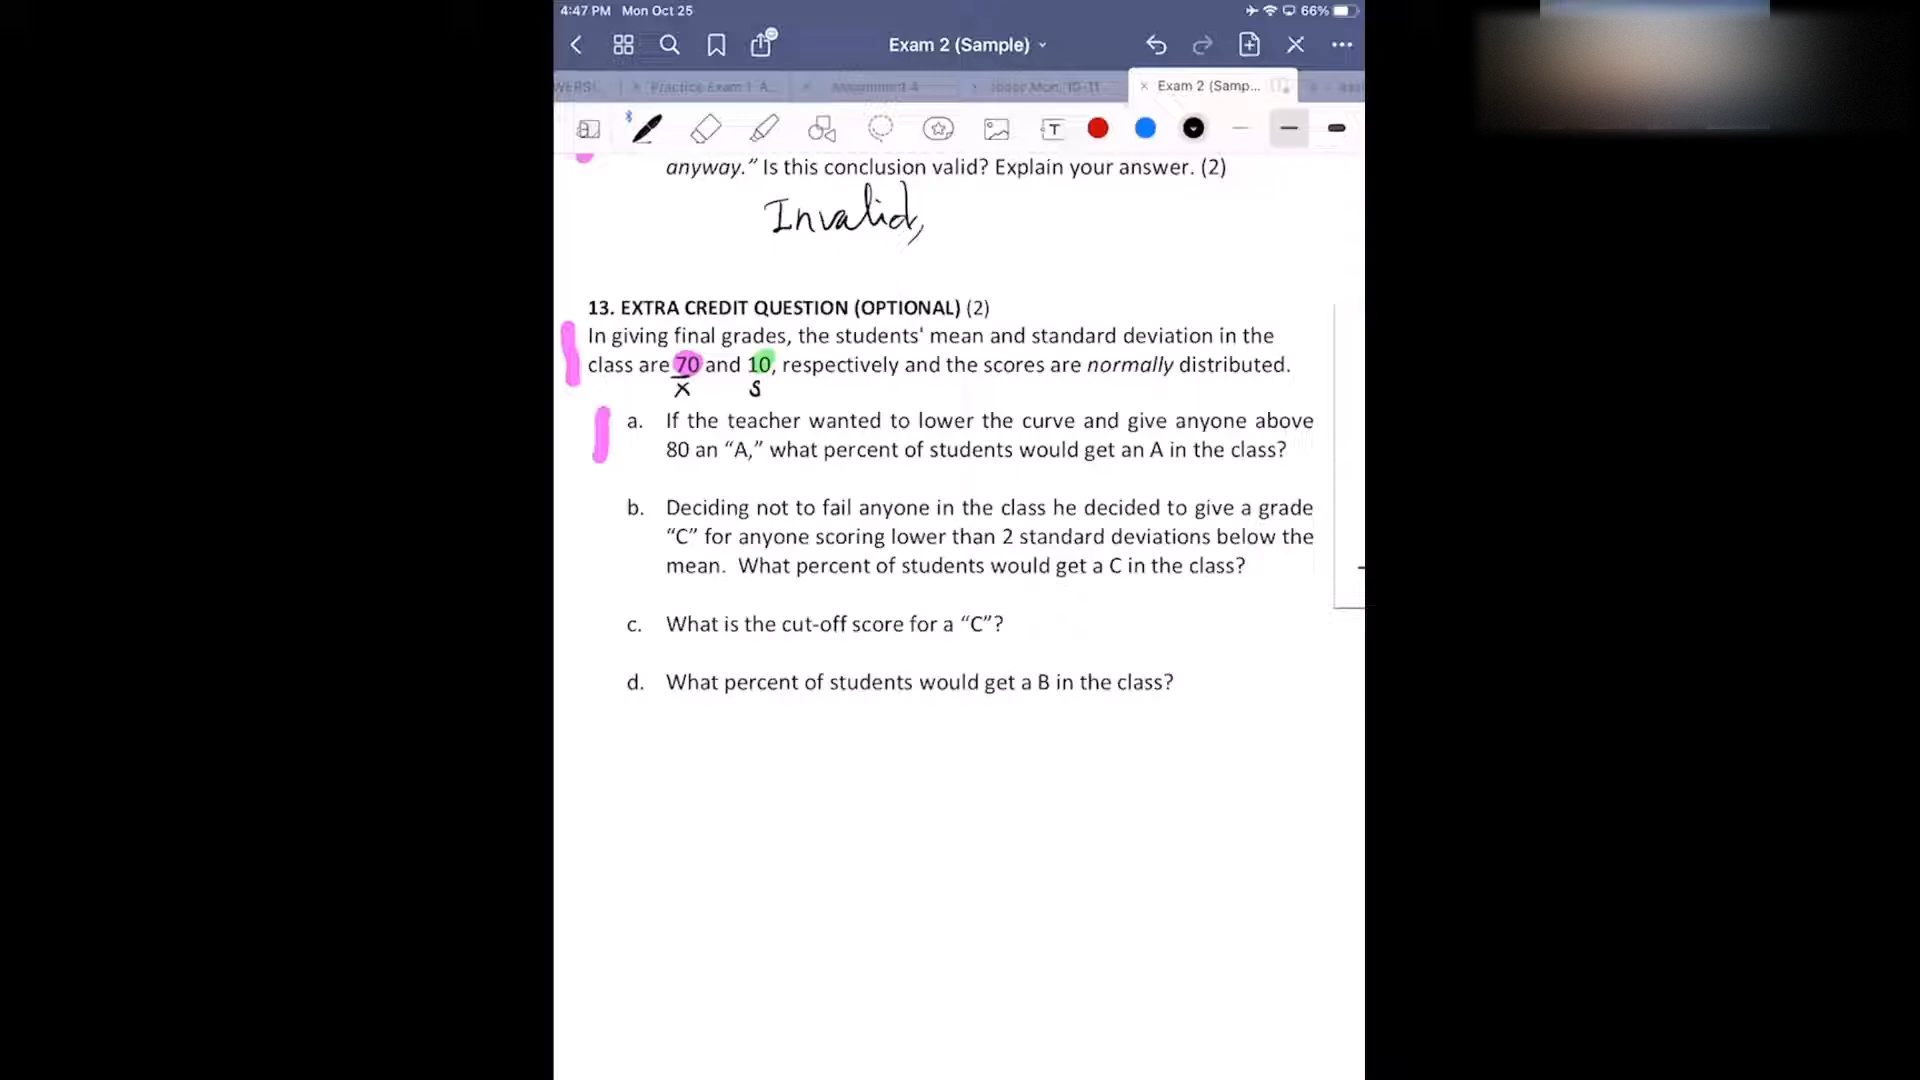 4:47 PM Mon Oct 25
66%
Exam 2 (Sample)
Practice Exam 1 A...
Assignment 4
Exam 2 (Samp...
T
anyway.” Is this conclusion valid? Explain your answer. (2)
Invalid,
13. EXTRA CREDIT QUESTION (OPTIONAL) (2)
In giving final grades, the students' mean and standard deviation in the
class are 70 and 10, respectively and the scores are normally distributed.
x̄ S
a. If the teacher wanted to lower the curve and give anyone above
80 an “A,” what percent of students would get an A in the class?
b. Deciding not to fail anyone in the class he decided to give a grade
“C” for anyone scoring lower than 2 standard deviations below the
mean. What percent of students would get a C in the class?
c. What is the cut-off score for a “C”?
d. What percent of students would get a B in the class?